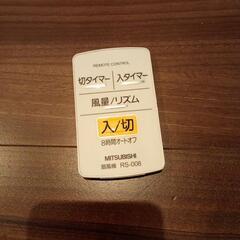 REMOTE CONTROL
切タイマー 入タイマー
風量/リズム
入/切
8時間オートオフ
MITSUBISHI
扇風機 RS-008